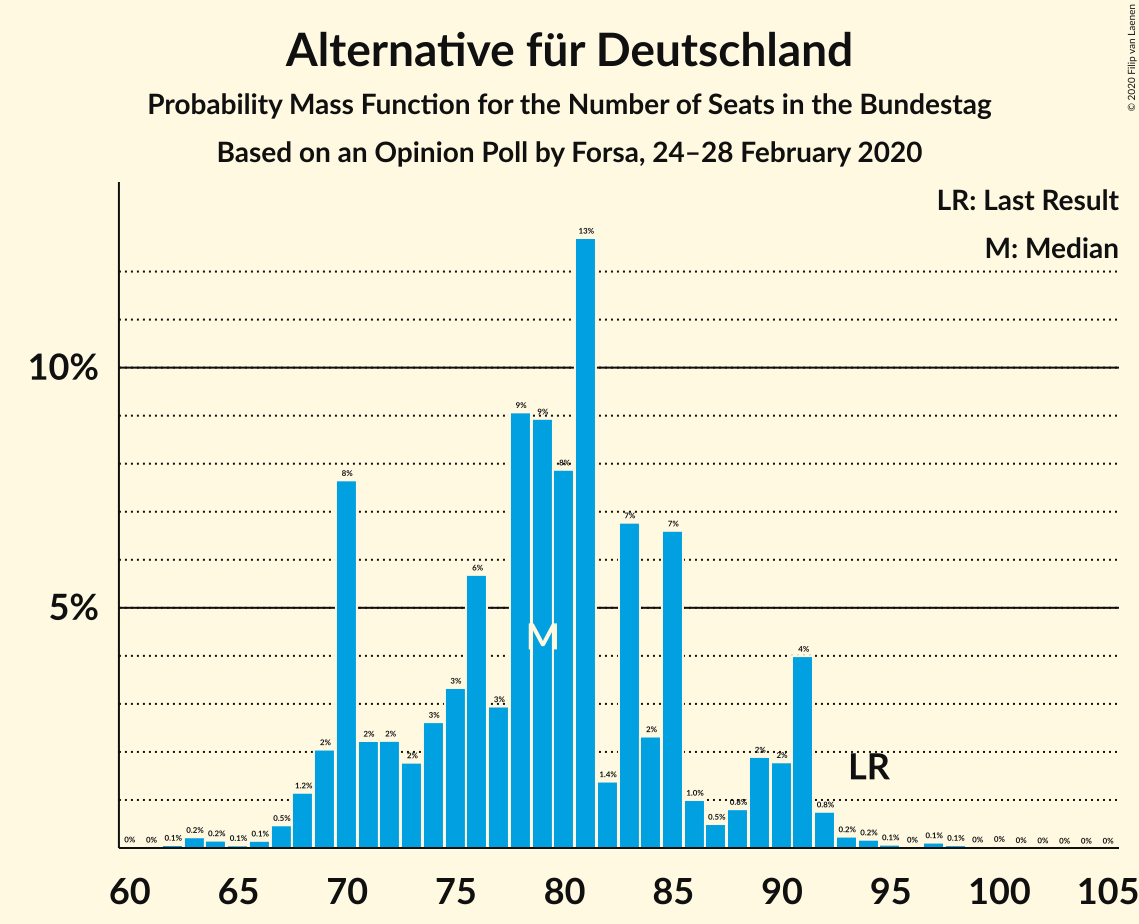 Alternative für Deutschland
Probability Mass Function for the Number of Seats in the Bundestag
Based on an Opinion Poll by Forsa, 24–28 February 2020
© 2020 Filip van Laenen
LR: Last Result
M: Median
10%
5%
0% 0% 0.1% 0.2% 0.2% 0.1% 0.1% 0.5% 1.2% 2% 8% 2% 2% 2% 3% 3% 6% 3% 9% 9% 8% 13% 1.4% 7% 2% 7% 1.0% 0.5% 0.8% 2% 2% 4% 0.8% 0.2% 0.2% 0.1% 0% 0.1% 0.1% 0% 0% 0% 0% 0% 0% 0%
M
LR
60 65 70 75 80 85 90 95 100 105